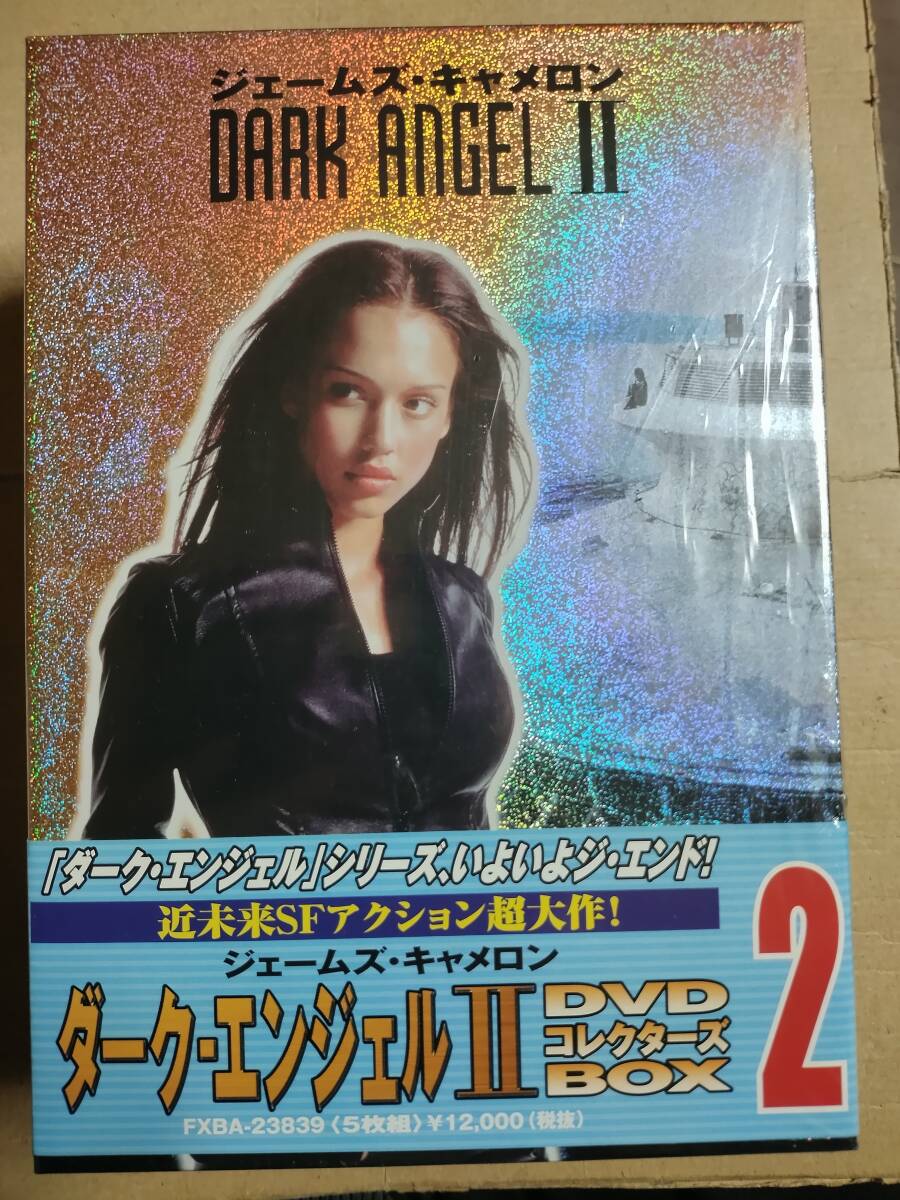 ジェームズ・キャメロン
DARK ANGEL II
「ダーク・エンジェル」シリーズ、いよいよジ・エンド!
近未来SFアクション超大作!
ジェームズ・キャメロン
ダーク・エンジェルII
DVD
コレクターズ
BOX
2
FXBA-23839〈5枚組〉¥12,000(税抜)